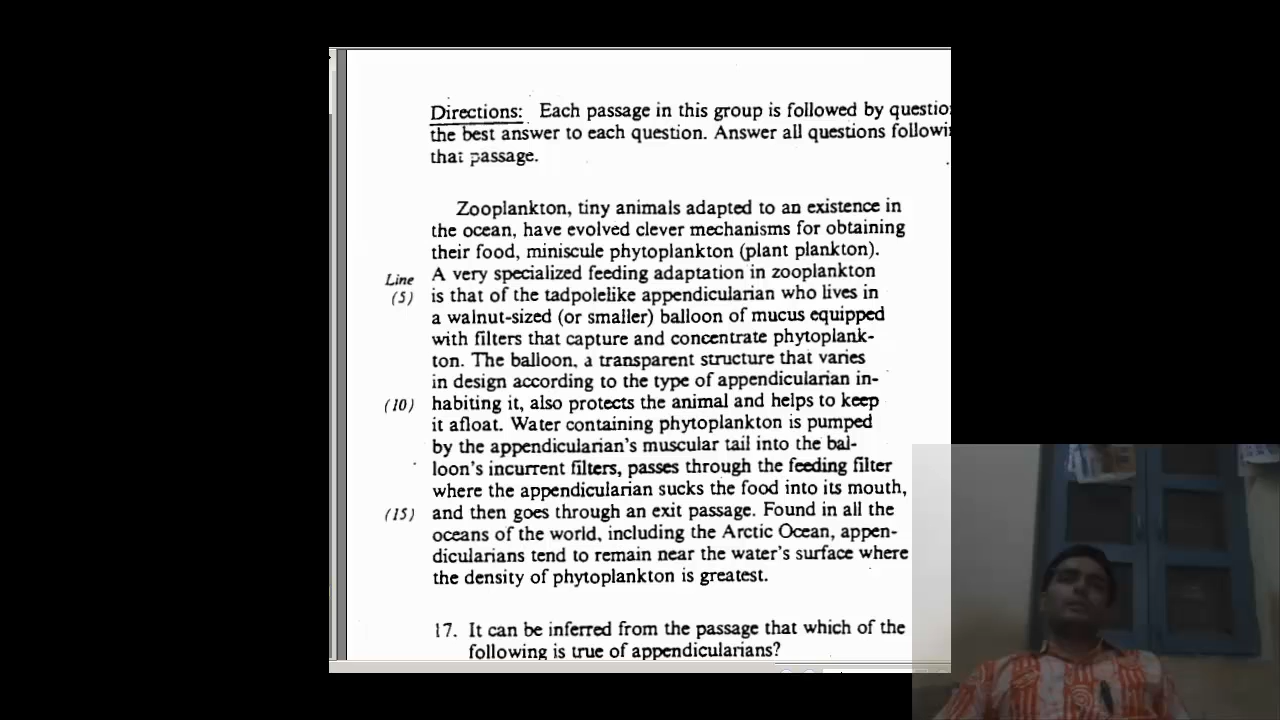 Directions: Each passage in this group is followed by questio
the best answer to each question. Answer all questions followi
that passage.
Zooplankton, tiny animals adapted to an existence in
the ocean, have evolved clever mechanisms for obtaining
their food, miniscule phytoplankton (plant plankton).
Line A very specialized feeding adaptation in zooplankton
(5) is that of the tadpolelike appendicularian who lives in
a walnut-sized (or smaller) balloon of mucus equipped
with filters that capture and concentrate phytoplank-
ton. The balloon, a transparent structure that varies
in design according to the type of appendicularian in-
(10) habiting it, also protects the animal and helps to keep
it afloat. Water containing phytoplankton is pumped
by the appendicularian's muscular tail into the bal-
loon's incurrent filters, passes through the feeding filter
where the appendicularian sucks the food into its mouth,
(15) and then goes through an exit passage. Found in all the
oceans of the world, including the Arctic Ocean, appen-
dicularians tend to remain near the water's surface where
the density of phytoplankton is greatest.
17. It can be inferred from the passage that which of the
following is true of appendicularians?